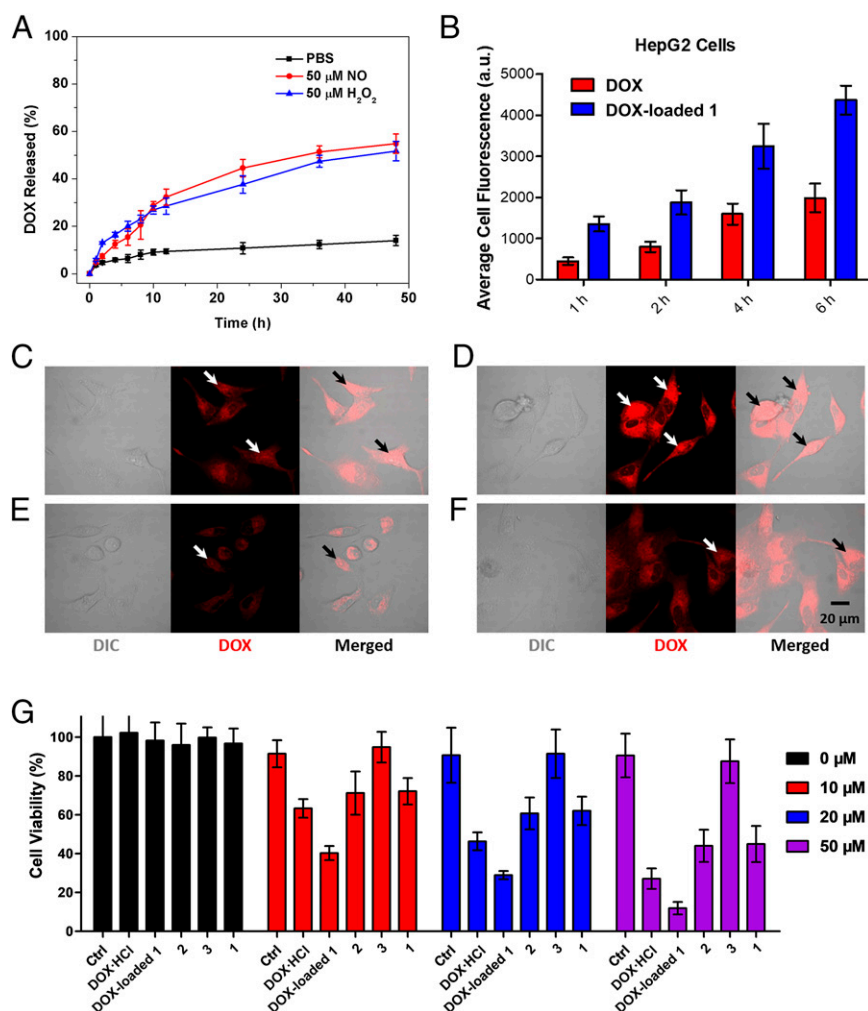 A
100
80
60
40
20
0
DOX Released (%)
PBS
50 μM NO
50 μM H₂O₂
0 10 20 30 40 50
Time (h)
B
HepG2 Cells
5000
4000
3000
2000
1000
0
Average Cell Fluorescence (a.u.)
DOX
DOX-loaded 1
1 h 2 h 4 h 6 h
C
D
E
F
20 μm
DIC DOX Merged
DIC DOX Merged
G
100
80
60
40
20
0
Cell Viability (%)
0 μM
10 μM
20 μM
50 μM
Ctrl DOX·HCl DOX-loaded 1 2 3 1
Ctrl DOX·HCl DOX-loaded 1 2 3 1
Ctrl DOX·HCl DOX-loaded 1 2 3 1
Ctrl DOX·HCl DOX-loaded 1 2 3 1